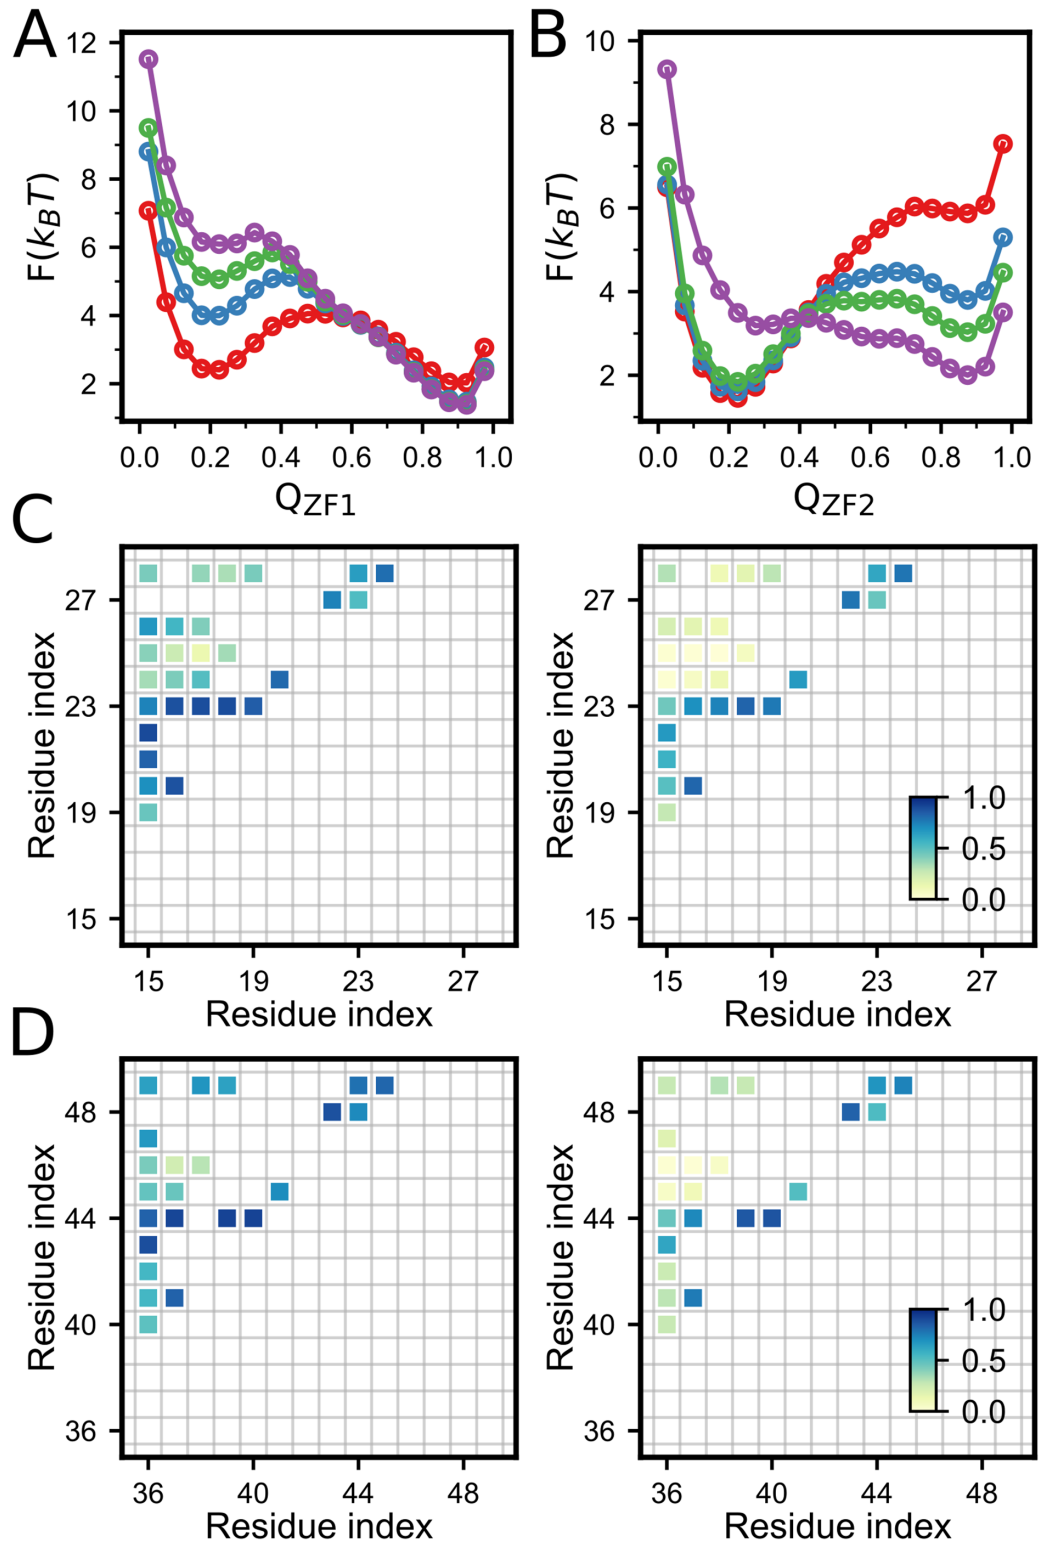 A
12
10
8
6
4
2
F(k_BT)
0.0 0.2 0.4 0.6 0.8 1.0
Q_ZF1
B
10
8
6
4
2
F(k_BT)
0.0 0.2 0.4 0.6 0.8 1.0
Q_ZF2
C
27
23
19
15
Residue index
15 19 23 27
Residue index
27
23
19
15
Residue index
1.0
0.5
0.0
15 19 23 27
Residue index
D
48
44
40
36
Residue index
36 40 44 48
Residue index
48
44
40
36
Residue index
1.0
0.5
0.0
36 40 44 48
Residue index